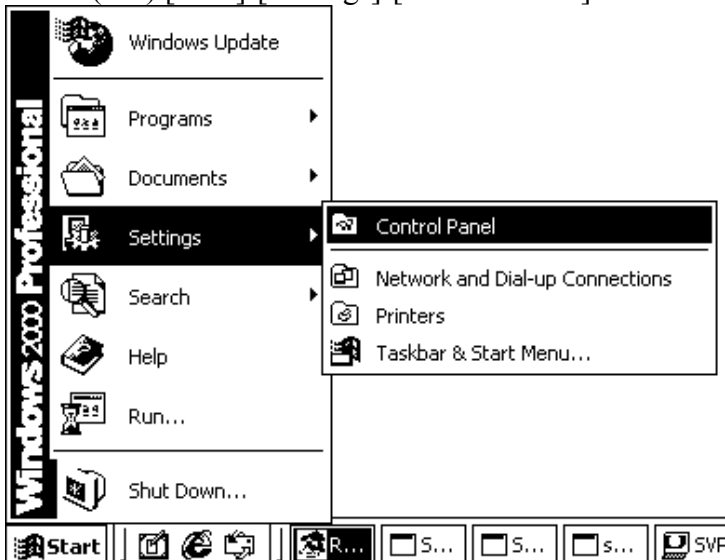 Windows Update
Programs
Documents
Settings
Control Panel
Network and Dial-up Connections
Search
Printers
Help
Taskbar & Start Menu...
Run...
Shut Down...
Windows 2000 Professional
Start
R...
S...
S...
s...